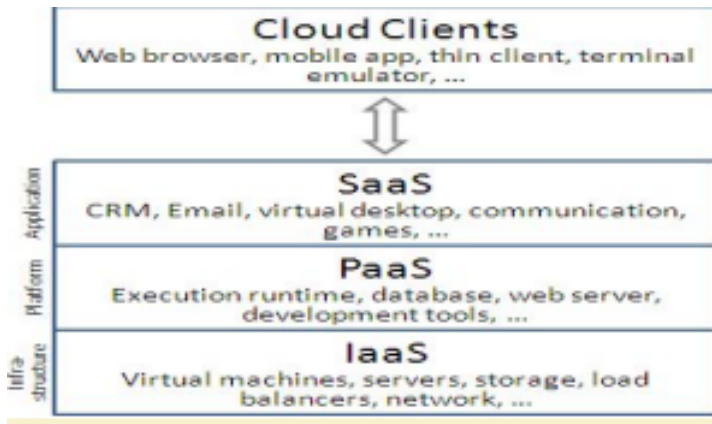 Cloud Clients
Web browser, mobile app, thin client, terminal
emulator, ...
Application
SaaS
CRM, Email, virtual desktop, communication,
games, ...
Platform
PaaS
Execution runtime, database, web server,
development tools, ...
Infra-
structure
IaaS
Virtual machines, servers, storage, load
balancers, network, ...